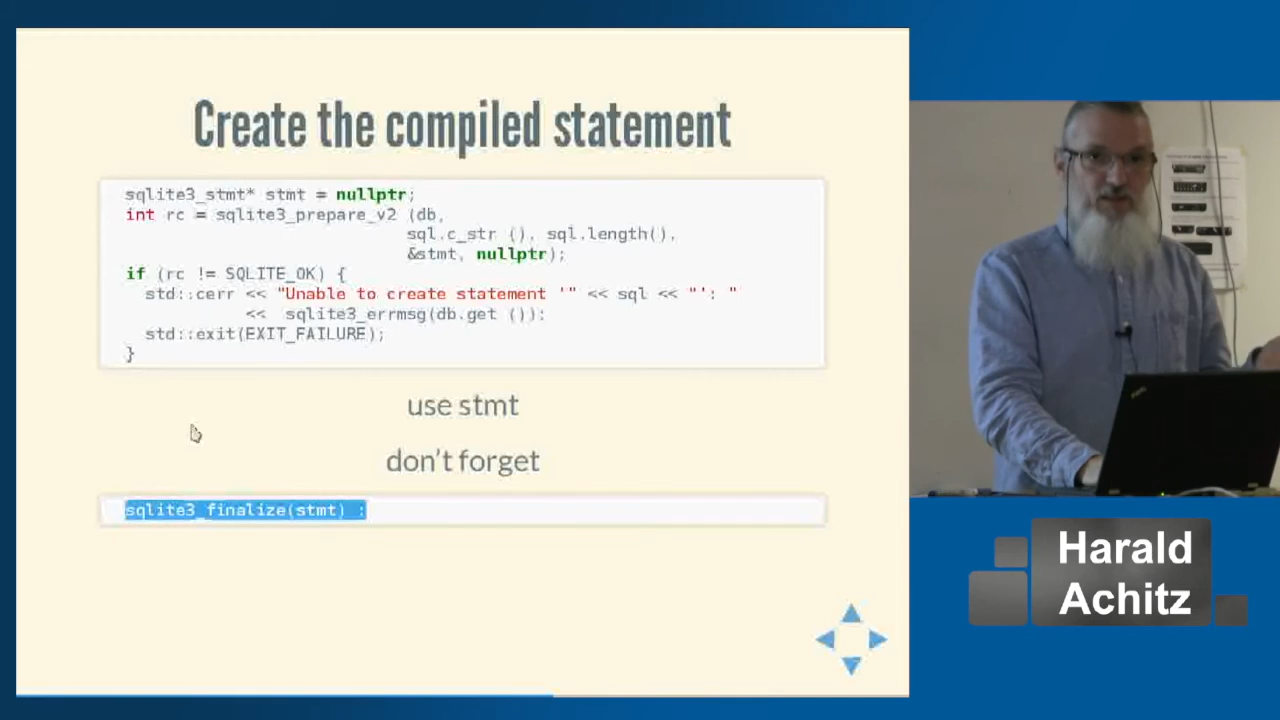 Create the compiled statement
sqlite3_stmt* stmt = nullptr;
int rc = sqlite3_prepare_v2 (db,
sql.c_str (), sql.length(),
&stmt, nullptr);
if (rc != SQLITE_OK) {
std::cerr << "Unable to create statement '" << sql << "': "
<< sqlite3_errmsg(db.get ());
std::exit(EXIT_FAILURE);
}
use stmt
don't forget
sqlite3_finalize(stmt) ;
Harald
Achitz